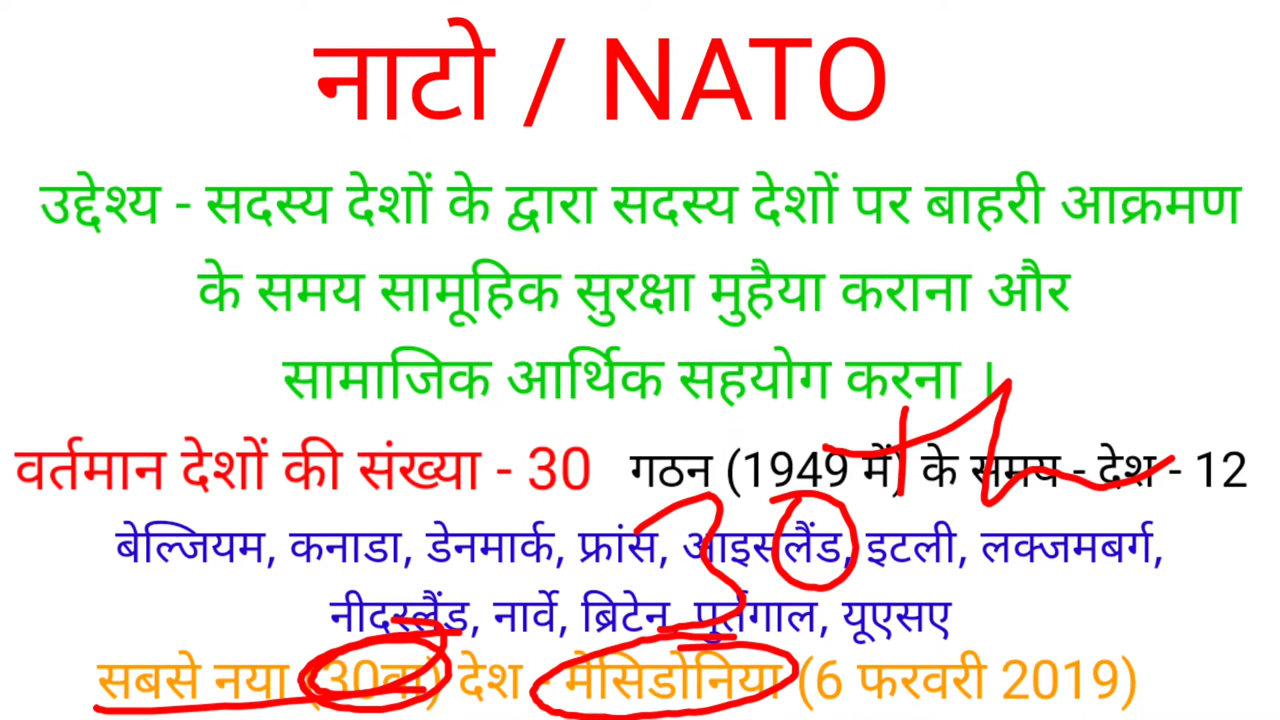 नाटो / NATO
उद्देश्य - सदस्य देशों के द्वारा सदस्य देशों पर बाहरी आक्रमण
के समय सामूहिक सुरक्षा मुहैया कराना और
सामाजिक आर्थिक सहयोग करना ।
वर्तमान देशों की संख्या - 30 गठन (1949 में) के समय - देश - 12
बेल्जियम, कनाडा, डेनमार्क, फ्रांस, आइसलैंड, इटली, लक्जमबर्ग,
30
नीदरलैंड, नार्वे, ब्रिटेन, पुर्तगाल, यूएसए
सबसे नया (30वां) देश - मेसिडोनिया (6 फरवरी 2019)